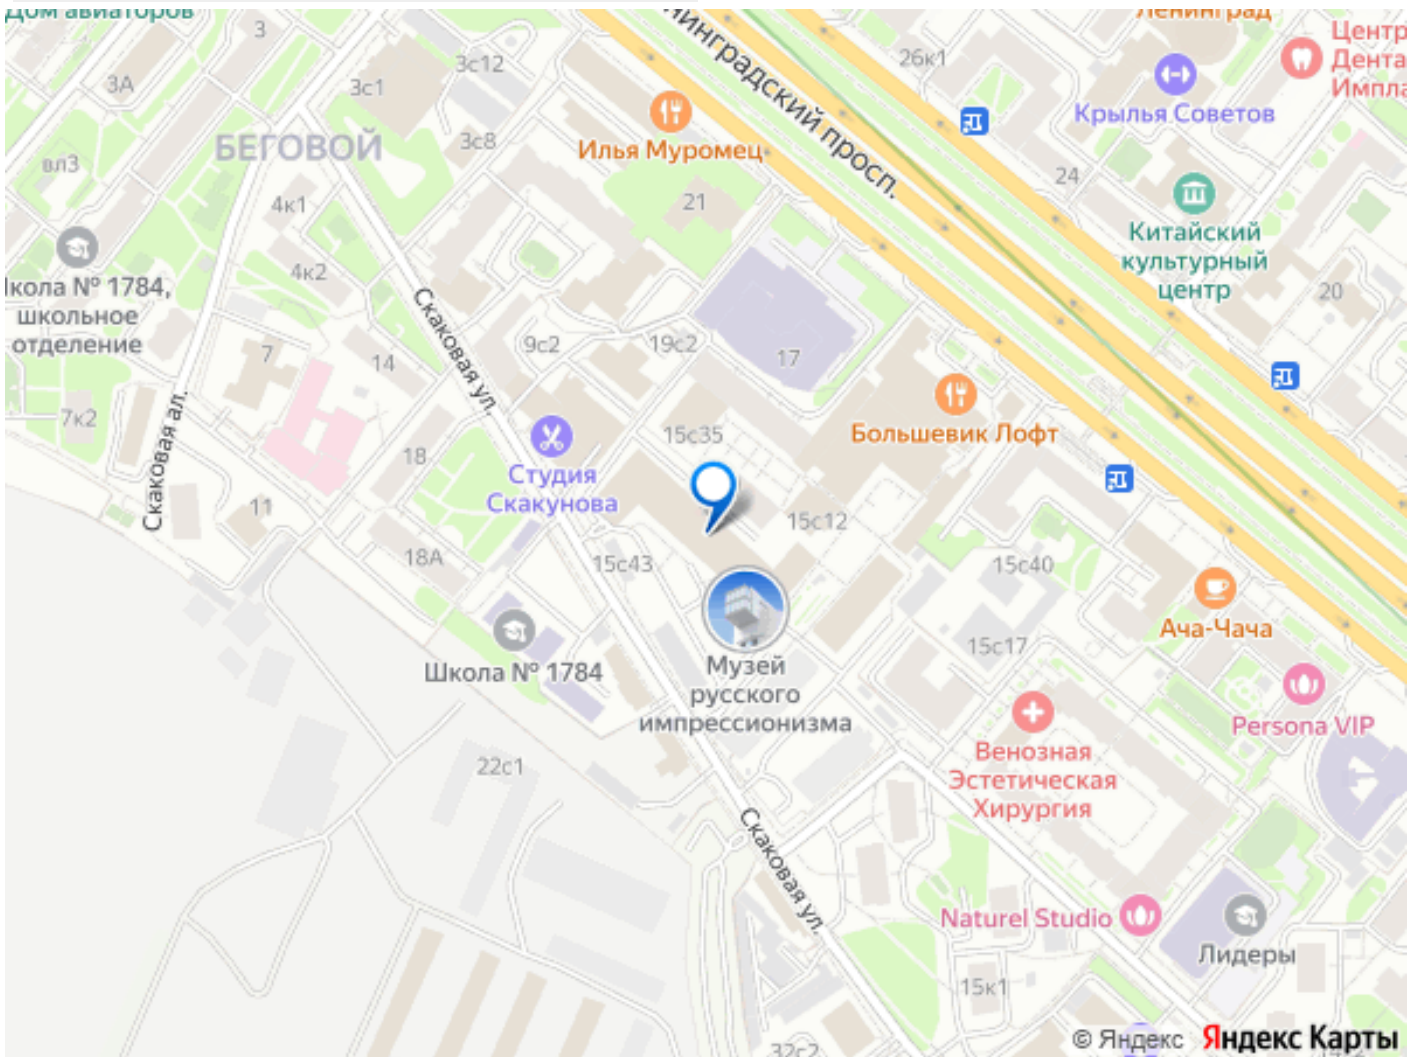 Дом авиаторов
Ленинград
3
3с12
26к1
Центр
Дента
Импла
3А
3с1
Крылья Советов
Ленинградский просп.
3с8
Илья Муромец
БЕГОВОЙ
вл3
24
21
4к1
Китайский
культурный
центр
4к2
Школа № 1784,
школьное
отделение
20
Скаковая ул.
9с2
19с2
17
7
14
7к2
Большевик Лофт
15с35
Скаковая ал.
18
Студия
Скакунова
11
15с12
18А
15с43
15с40
Ача-Чача
15с17
Школа № 1784
Музей
русского
импрессионизма
Persona VIP
Венозная
Эстетическая
Хирургия
22с1
Скаковая ул.
Naturel Studio
Лидеры
15к1
32с2
© Яндекс Яндекс Карты